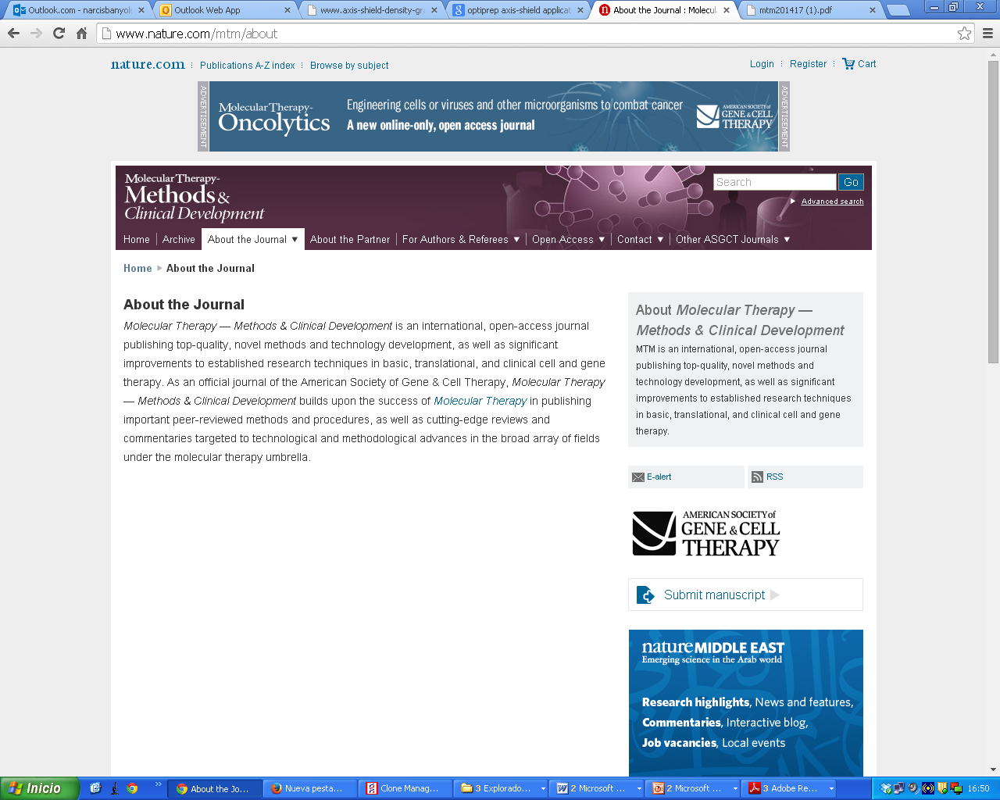 Outlook.com - narcisbanyol
Outlook Web App
www.axis-shield-density-gra
optiprep axis-shield applicat
About the Journal : Molecul
mtm201417 (1).pdf
www.nature.com/mtm/about
nature.com : Publications A-Z index : Browse by subject
Login : Register : Cart
ADVERTISEMENT
Molecular Therapy-
Oncolytics
Engineering cells or viruses and other microorganisms to combat cancer
A new online-only, open access journal
AMERICAN SOCIETY of
GENE & CELL
THERAPY
ADVERTISEMENT
Molecular Therapy-
Methods &
Clinical Development
Search
Go
Advanced search
Home | Archive
About the Journal
About the Partner | For Authors & Referees | Open Access | Contact | Other ASGCT Journals
Home About the Journal
About the Journal
Molecular Therapy — Methods & Clinical Development is an international, open-access journal
publishing top-quality, novel methods and technology development, as well as significant
improvements to established research techniques in basic, translational, and clinical cell and gene
therapy. As an official journal of the American Society of Gene & Cell Therapy, Molecular Therapy
— Methods & Clinical Development builds upon the success of Molecular Therapy in publishing
important peer-reviewed methods and procedures, as well as cutting-edge reviews and
commentaries targeted to technological and methodological advances in the broad array of fields
under the molecular therapy umbrella.
About Molecular Therapy —
Methods & Clinical Development
MTM is an international, open-access journal
publishing top-quality, novel methods and
technology development, as well as significant
improvements to established research techniques
in basic, translational, and clinical cell and gene
therapy.
E-alert
RSS
AMERICAN SOCIETY of
GENE & CELL
THERAPY
Submit manuscript
nature MIDDLE EAST
Emerging science in the Arab world
Research highlights, News and features,
Commentaries, Interactive blog,
Job vacancies, Local events
Inicio
About the Jo...
Nueva pesta...
Clone Manag...
3 Explorado...
2 Microsoft ...
2 Microsoft ...
3 Adobe Re...
16:50